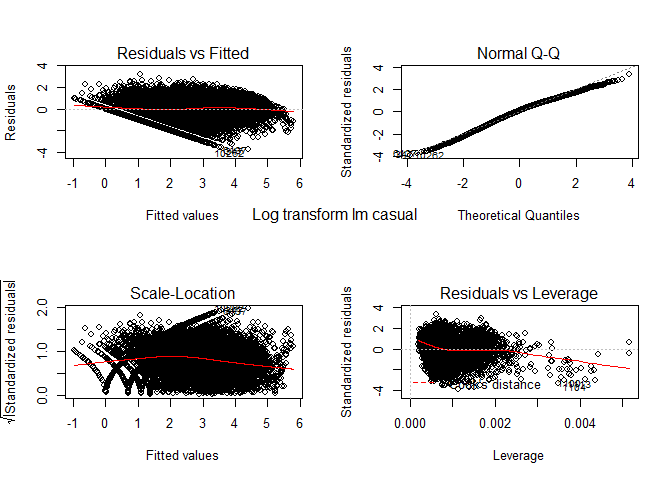 Residuals vs Fitted
Residuals
4
2
0
-4
-1 0 1 2 3 4 5 6
Fitted values
Normal Q-Q
Standardized residuals
4
2
0
-2
-4
-4 -2 0 2 4
Theoretical Quantiles
Log transform lm casual
Scale-Location
√|Standardized residuals|
2.0
1.0
0.0
-1 0 1 2 3 4 5 6
Fitted values
Residuals vs Leverage
Standardized residuals
4
2
0
-4
distance
0.000 0.002 0.004
Leverage